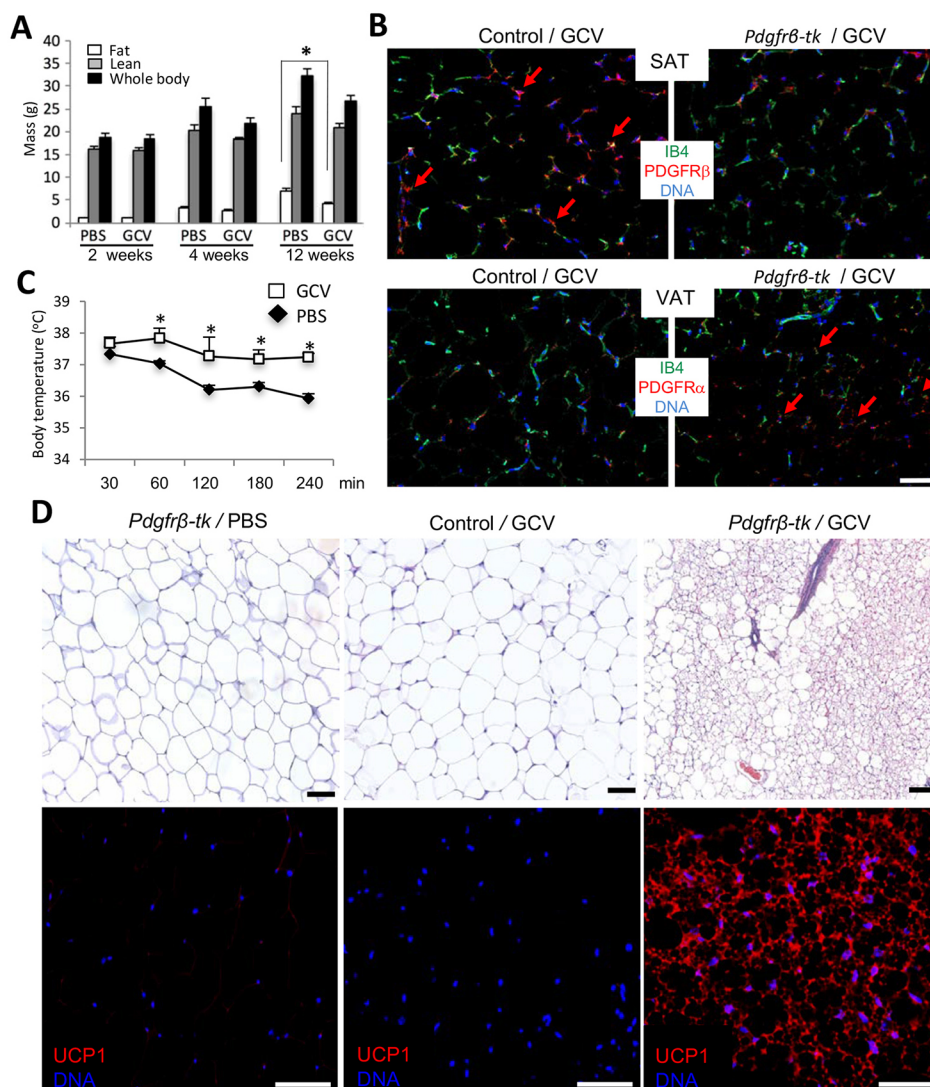 A
Mass (g)
40
35
30
25
20
15
10
5
0
Fat
Lean
Whole body
*
PBS GCV PBS GCV PBS GCV
2 weeks 4 weeks 12 weeks
B
Control / GCV
Pdgfrβ-tk / GCV
SAT
IB4
PDGFRβ
DNA
Control / GCV
Pdgfrβ-tk / GCV
VAT
IB4
PDGFRα
DNA
C
GCV
PBS
Body temperature (ºC)
39
38
37
36
35
34
* * * *
30 60 120 180 240 min
D
Pdgfrβ-tk / PBS
Control / GCV
Pdgfrβ-tk / GCV
UCP1
DNA
UCP1
DNA
UCP1
DNA